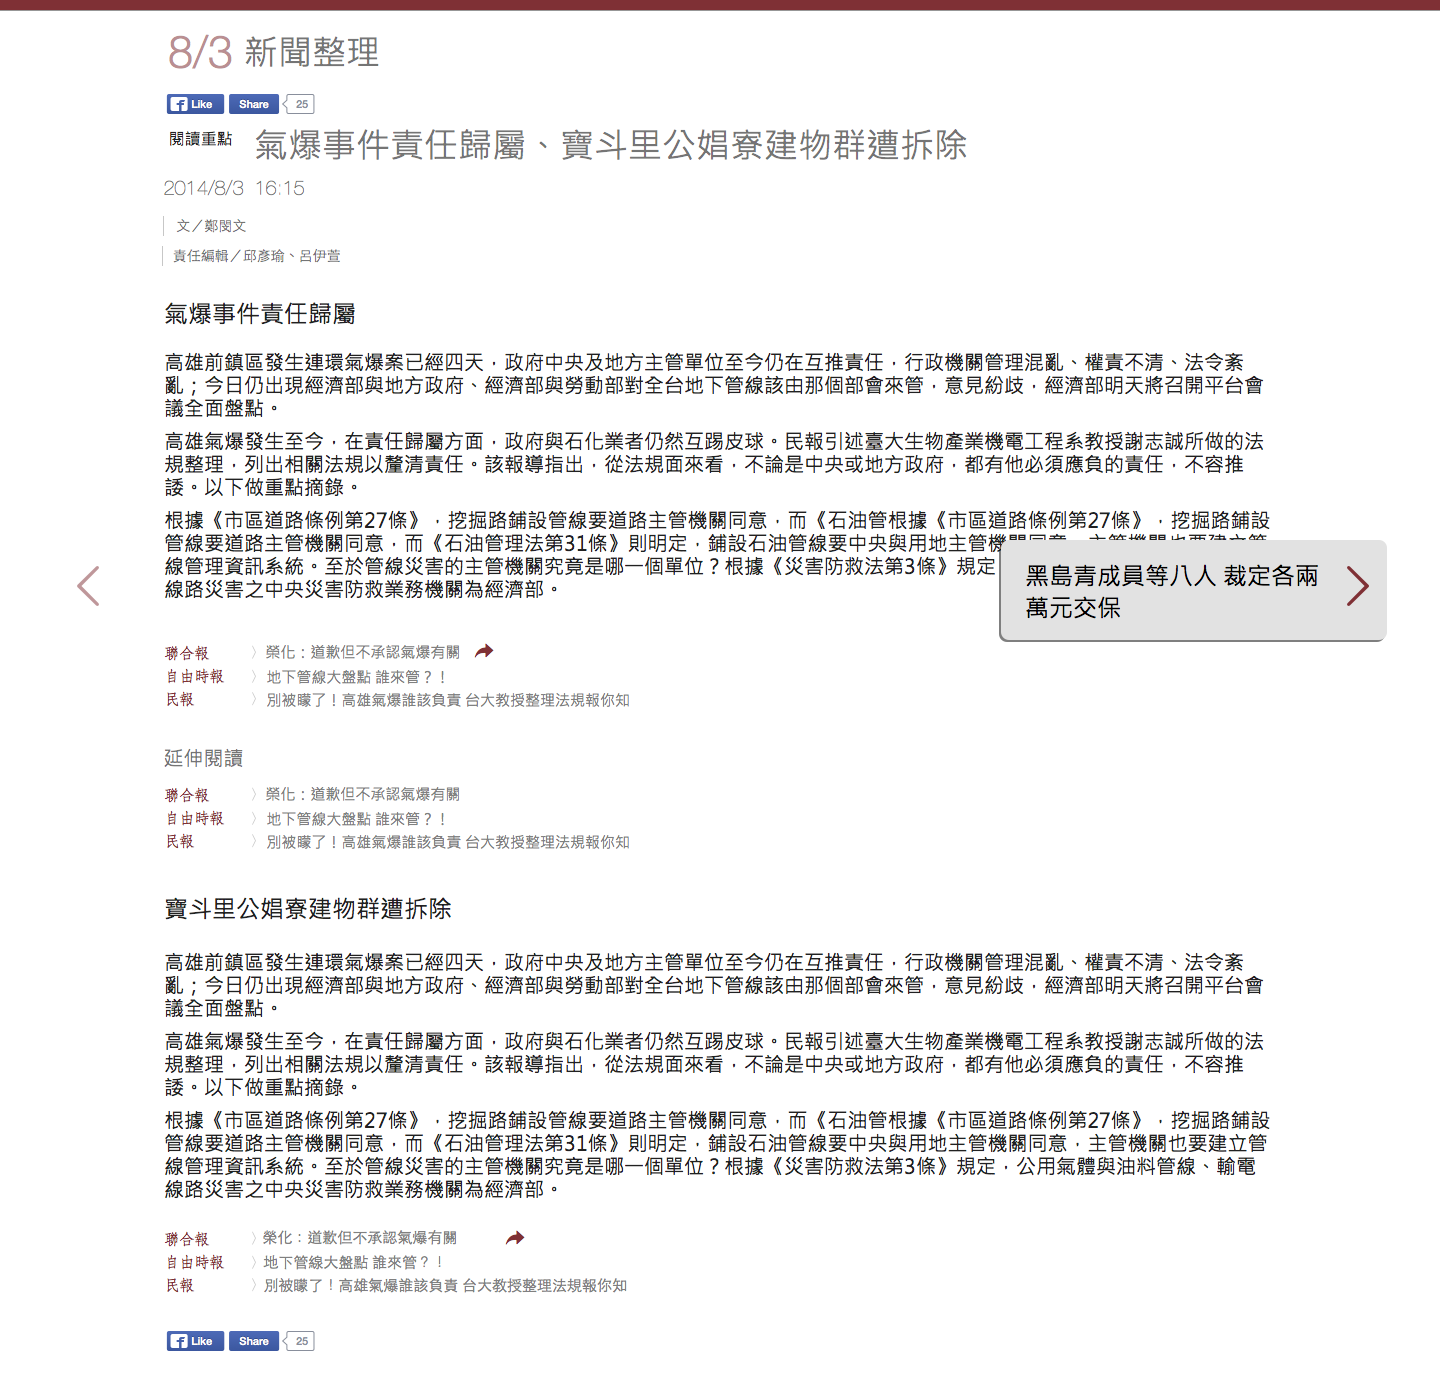 8/3 新聞整理
Like Share 25
閱讀重點 氣爆事件責任歸屬、寶斗里公娼寮建物群遭拆除
2014/8/3 16:15
文／鄭閔文
責任編輯／邱彥瑜、呂伊萱
氣爆事件責任歸屬
高雄前鎮區發生連環氣爆案已經四天，政府中央及地方主管單位至今仍在互推責任，行政機關管理混亂、權責不清、法令紊
亂；今日仍出現經濟部與地方政府、經濟部與勞動部對全台地下管線該由那個部會來管，意見紛歧，經濟部明天將召開平台會
議全面盤點。
高雄氣爆發生至今，在責任歸屬方面，政府與石化業者仍然互踢皮球。民報引述臺大生物產業機電工程系教授謝志誠所做的法
規整理，列出相關法規以釐清責任。該報導指出，從法規面來看，不論是中央或地方政府，都有他必須應負的責任，不容推
諉。以下做重點摘錄。
根據《市區道路條例第27條》，挖掘路鋪設管線要道路主管機關同意，而《石油管根據《市區道路條例第27條》，挖掘路鋪設
管線要道路主管機關同意，而《石油管理法第31條》則明定，鋪設石油管線要中央與用地主管機關同意，主管機關也要建立管
線管理資訊系統。至於管線災害的主管機關究竟是哪一個單位？根據《災害防救法第3條》規定
線路災害之中央災害防救業務機關為經濟部。
黑島青成員等八人 裁定各兩
萬元交保
聯合報 〉榮化：道歉但不承認氣爆有關
自由時報 〉地下管線大盤點 誰來管？！
民報 〉別被矇了！高雄氣爆誰該負責 台大教授整理法規報你知
延伸閱讀
聯合報 〉榮化：道歉但不承認氣爆有關
自由時報 〉地下管線大盤點 誰來管？！
民報 〉別被矇了！高雄氣爆誰該負責 台大教授整理法規報你知
寶斗里公娼寮建物群遭拆除
高雄前鎮區發生連環氣爆案已經四天，政府中央及地方主管單位至今仍在互推責任，行政機關管理混亂、權責不清、法令紊
亂；今日仍出現經濟部與地方政府、經濟部與勞動部對全台地下管線該由那個部會來管，意見紛歧，經濟部明天將召開平台會
議全面盤點。
高雄氣爆發生至今，在責任歸屬方面，政府與石化業者仍然互踢皮球。民報引述臺大生物產業機電工程系教授謝志誠所做的法
規整理，列出相關法規以釐清責任。該報導指出，從法規面來看，不論是中央或地方政府，都有他必須應負的責任，不容推
諉。以下做重點摘錄。
根據《市區道路條例第27條》，挖掘路鋪設管線要道路主管機關同意，而《石油管根據《市區道路條例第27條》，挖掘路鋪設
管線要道路主管機關同意，而《石油管理法第31條》則明定，鋪設石油管線要中央與用地主管機關同意，主管機關也要建立管
線管理資訊系統。至於管線災害的主管機關究竟是哪一個單位？根據《災害防救法第3條》規定，公用氣體與油料管線、輸電
線路災害之中央災害防救業務機關為經濟部。
聯合報 〉榮化：道歉但不承認氣爆有關
自由時報 〉地下管線大盤點 誰來管？！
民報 〉別被矇了！高雄氣爆誰該負責 台大教授整理法規報你知
Like Share 25